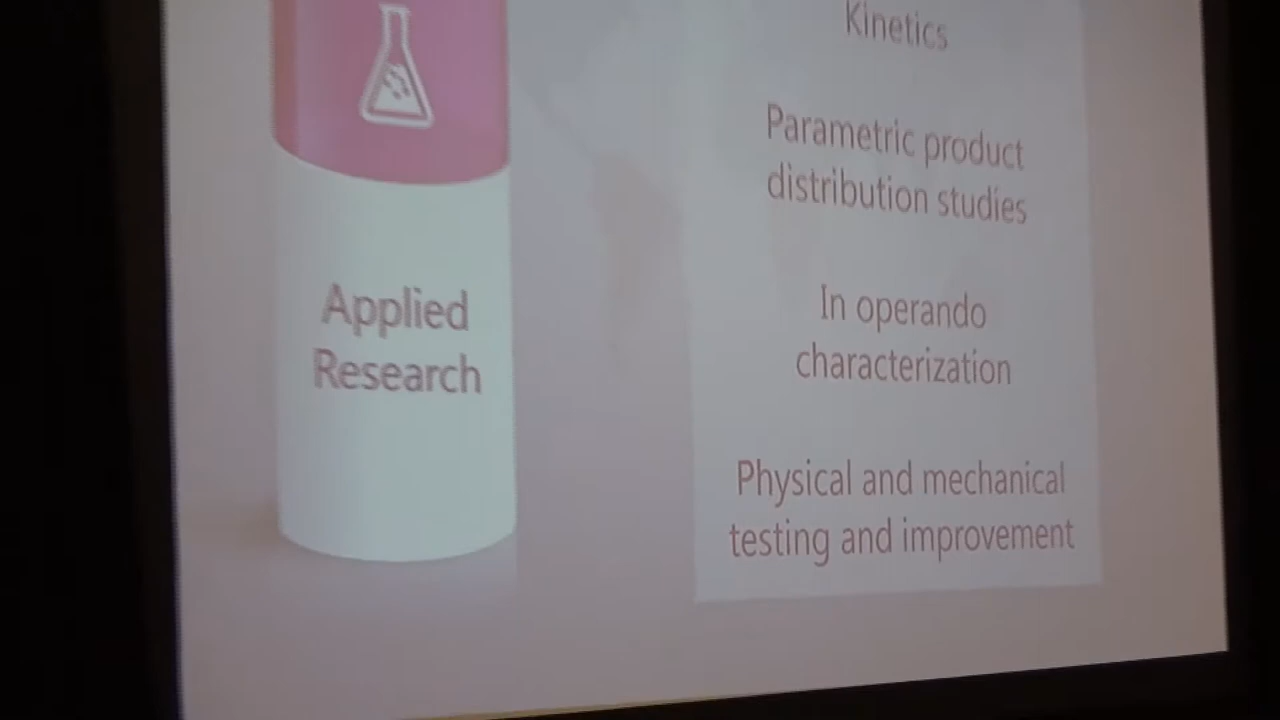 Applied
Research
Kinetics
Parametric product
distribution studies
In operando
characterization
Physical and mechanical
testing and improvement